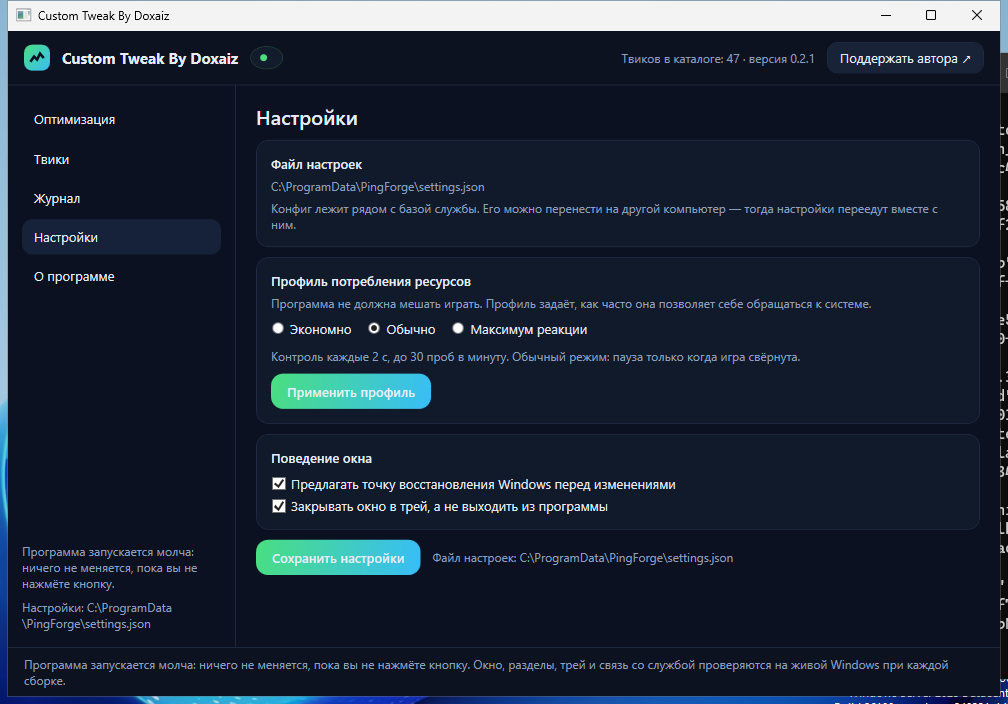 Custom Tweak By Doxaiz
Custom Tweak By Doxaiz
Твиков в каталоге: 47 · версия 0.2.1
Поддержать автора ↗
Оптимизация
Твики
Журнал
Настройки
О программе
Программа запускается молча:
ничего не меняется, пока вы не
нажмёте кнопку.
Настройки: C:\ProgramData
\PingForge\settings.json
Настройки
Файл настроек
C:\ProgramData\PingForge\settings.json
Конфиг лежит рядом с базой службы. Его можно перенести на другой компьютер — тогда настройки переедут вместе с
ним.
Профиль потребления ресурсов
Программа не должна мешать играть. Профиль задаёт, как часто она позволяет себе обращаться к системе.
Экономно Обычно Максимум реакции
Контроль каждые 2 с, до 30 проб в минуту. Обычный режим: пауза только когда игра свёрнута.
Применить профиль
Поведение окна
Предлагать точку восстановления Windows перед изменениями
Закрывать окно в трей, а не выходить из программы
Сохранить настройки
Файл настроек: C:\ProgramData\PingForge\settings.json
Программа запускается молча: ничего не меняется, пока вы не нажмёте кнопку. Окно, разделы, трей и связь со службой проверяются на живой Windows при каждой
сборке.